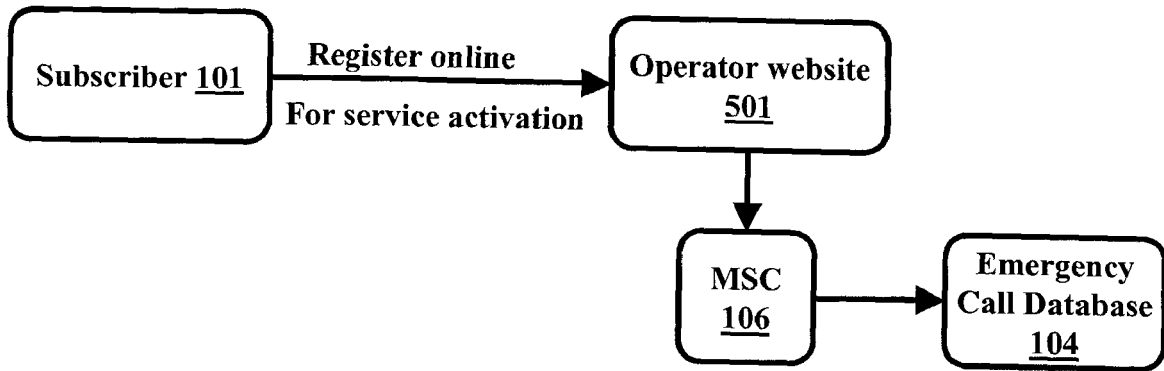 Subscriber 101
Register online
For service activation
Operator website
501
MSC
106
Emergency
Call Database
104